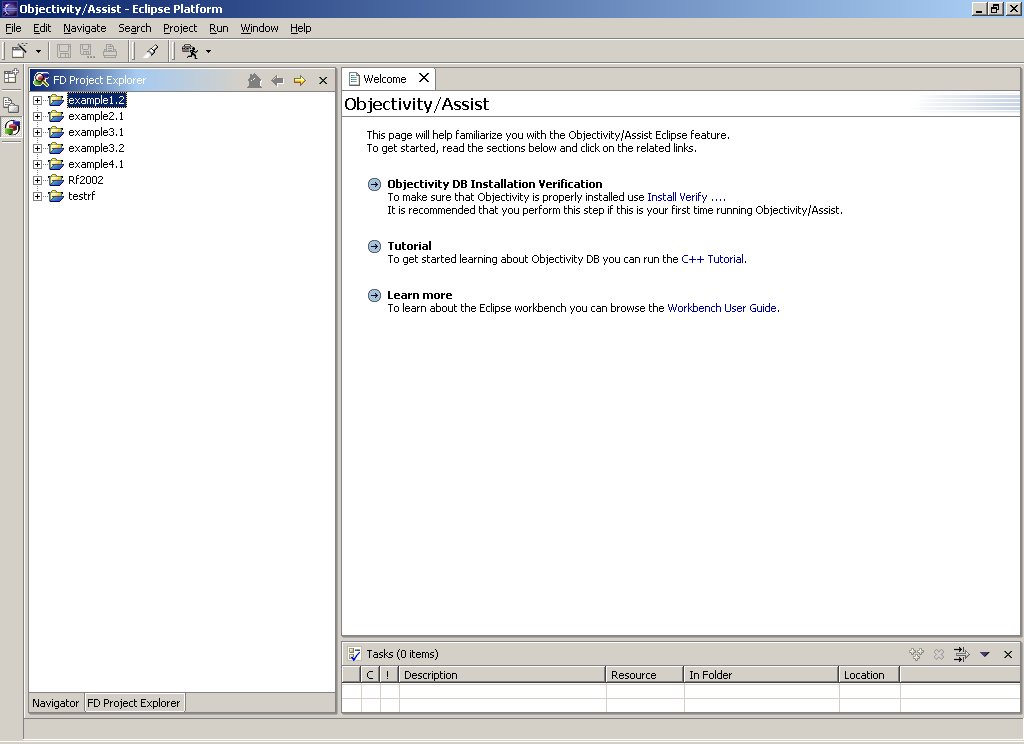 Objectivity/Assist - Eclipse Platform
File Edit Navigate Search Project Run Window Help
FD Project Explorer
example1.2
example2.1
example3.1
example3.2
example4.1
Rf2002
testrf
Navigator FD Project Explorer
Welcome
Objectivity/Assist
This page will help familiarize you with the Objectivity/Assist Eclipse feature.
To get started, read the sections below and click on the related links.
Objectivity DB Installation Verification
To make sure that Objectivity is properly installed use Install Verify ....
It is recommended that you perform this step if this is your first time running Objectivity/Assist.
Tutorial
To get started learning about Objectivity DB you can run the C++ Tutorial.
Learn more
To learn about the Eclipse workbench you can browse the Workbench User Guide.
Tasks (0 items)
C ! Description Resource In Folder Location